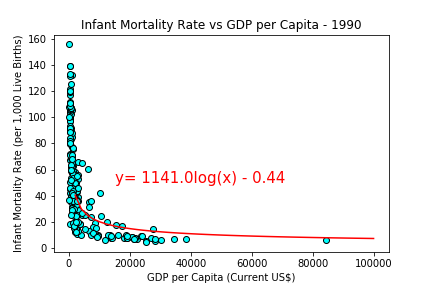 Infant Mortality Rate vs GDP per Capita - 1990
Infant Mortality Rate (per 1,000 Live Births)
160
140
120
100
80
60
40
20
0
y= 1141.0log(x) - 0.44
0 20000 40000 60000 80000 100000
GDP per Capita (Current US$)